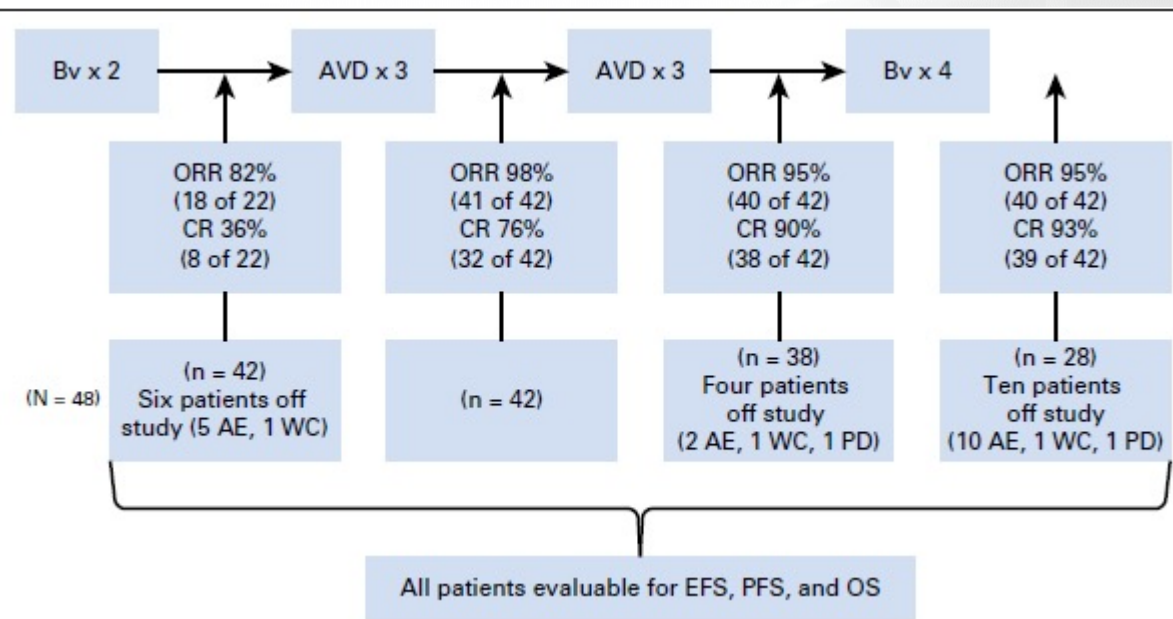 Bv x 2
AVD x 3
AVD x 3
Bv x 4
ORR 82%
(18 of 22)
CR 36%
(8 of 22)
ORR 98%
(41 of 42)
CR 76%
(32 of 42)
ORR 95%
(40 of 42)
CR 90%
(38 of 42)
ORR 95%
(40 of 42)
CR 93%
(39 of 42)
(N = 48)
(n = 42)
Six patients off
study (5 AE, 1 WC)
(n = 42)
(n = 38)
Four patients
off study
(2 AE, 1 WC, 1 PD)
(n = 28)
Ten patients
off study
(10 AE, 1 WC, 1 PD)
All patients evaluable for EFS, PFS, and OS